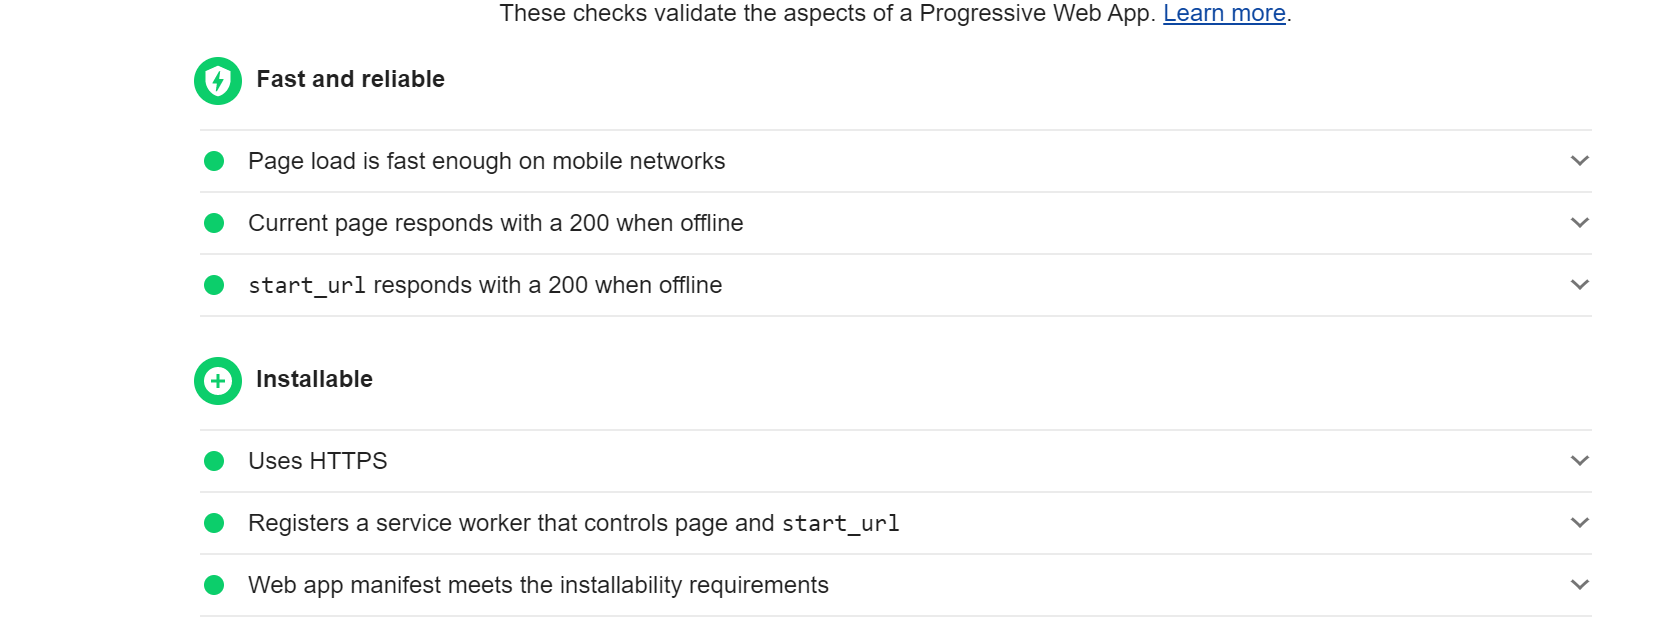 These checks validate the aspects of a Progressive Web App. Learn more.
Fast and reliable
Page load is fast enough on mobile networks
Current page responds with a 200 when offline
start_url responds with a 200 when offline
Installable
Uses HTTPS
Registers a service worker that controls page and start_url
Web app manifest meets the installability requirements